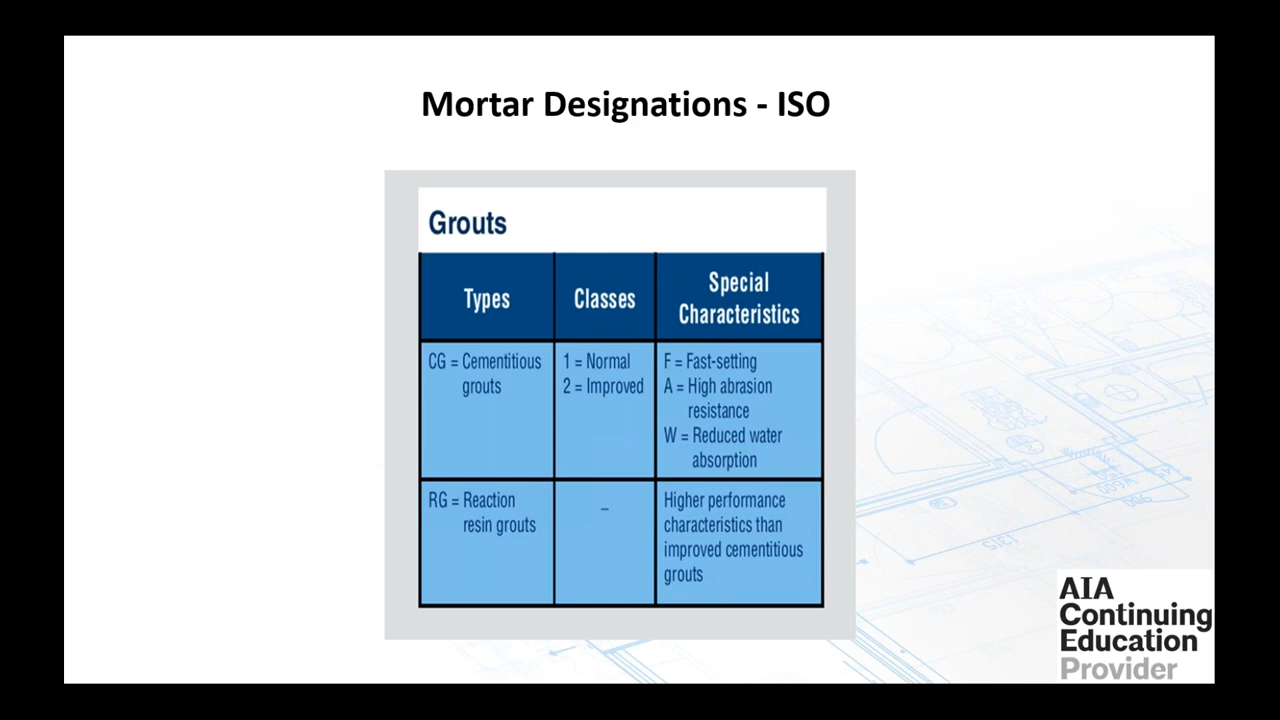 Mortar Designations - ISO
Grouts
Types
Classes
Special
Characteristics
CG = Cementitious
grouts
1 = Normal
2 = Improved
F = Fast-setting
A = High abrasion
resistance
W = Reduced water
absorption
RG = Reaction
resin grouts
–
Higher performance
characteristics than
improved cementitious
grouts
1315
AIA
Continuing
Education
Provider